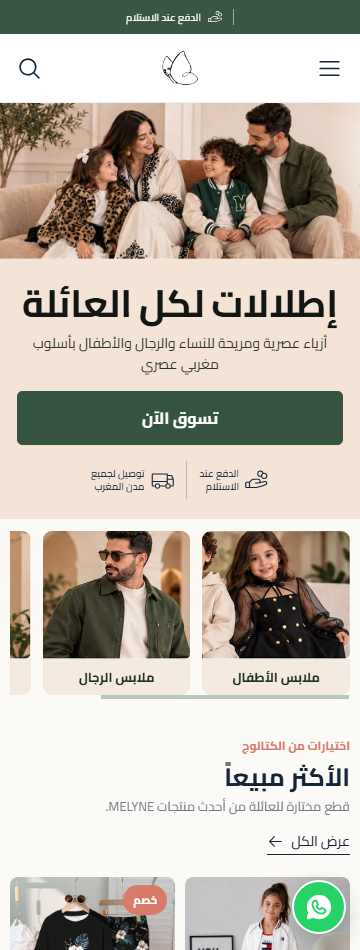 الدفع عند الاستلام
إطلالات لكل العائلة
أزياء عصرية ومريحة للنساء والرجال والأطفال بأسلوب
مغربي عصري
تسوق الآن
الدفع عند
الاستلام
توصيل لجميع
مدن المغرب
ملابس الأطفال
ملابس الرجال
اختيارات من الكتالوج
الأكثر مبيعاً
قطع مختارة للعائلة من أحدث منتجات MELYNE.
عرض الكل
خصم